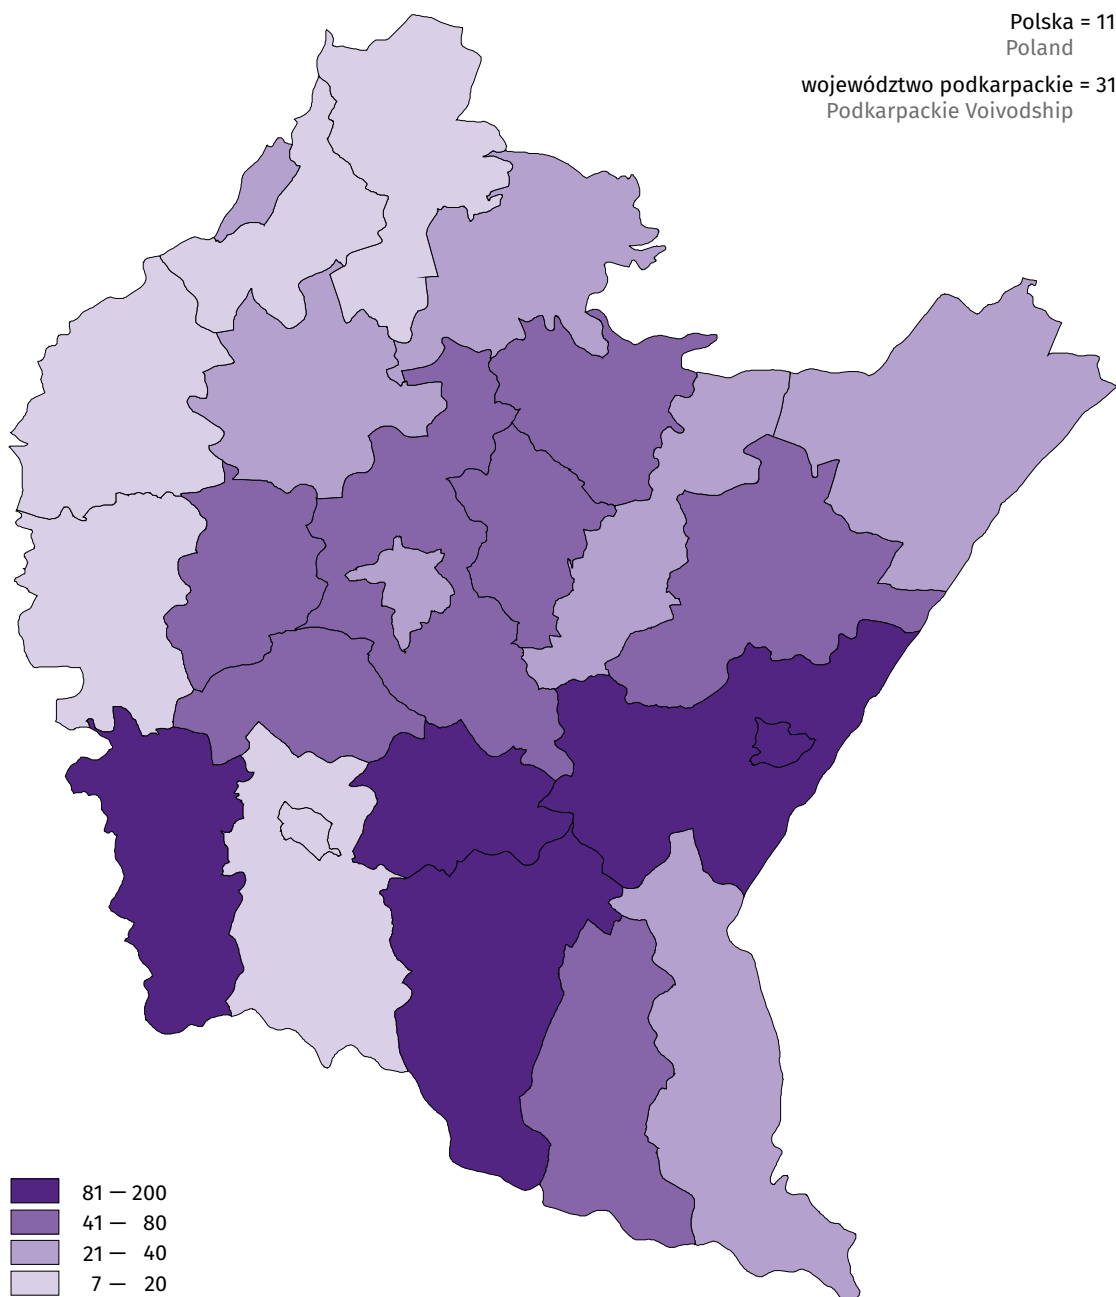 Polska = 11
Poland
województwo podkarpackie = 31
Podkarpackie Voivodship
81 — 200
41 — 80
21 — 40
7 — 20